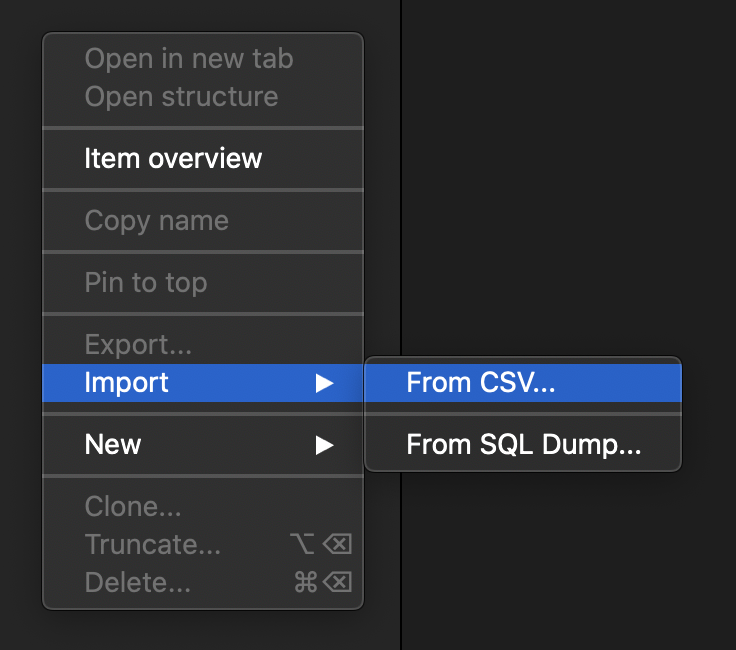 Open in new tab
Open structure
Item overview
Copy name
Pin to top
Export...
Import ▶
From CSV...
New ▶
From SQL Dump...
Clone...
Truncate... ⌥⌫
Delete... ⌘⌫